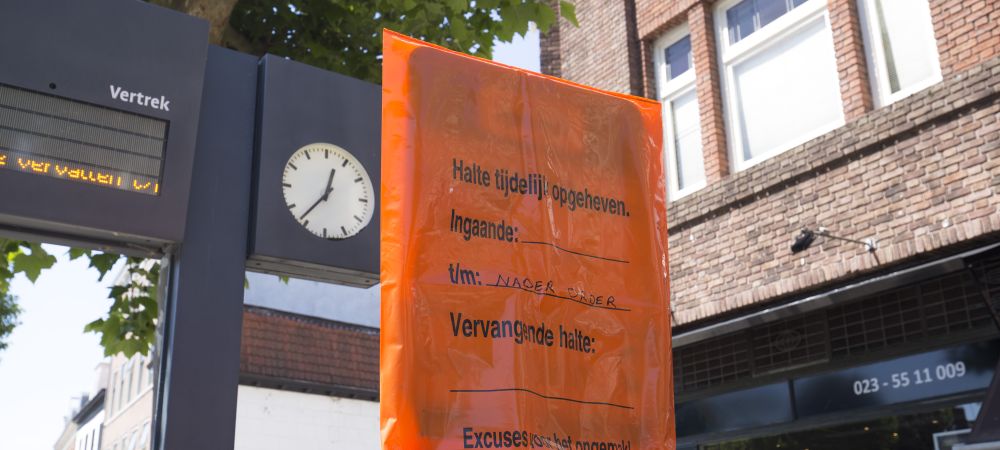 Vertrek
vervallen t/
Halte tijdelijk opgeheven.
Ingaande:
t/m: NADER ORDER
Vervangende halte:
Excuses voor het ongemak!
023 - 55 11 009